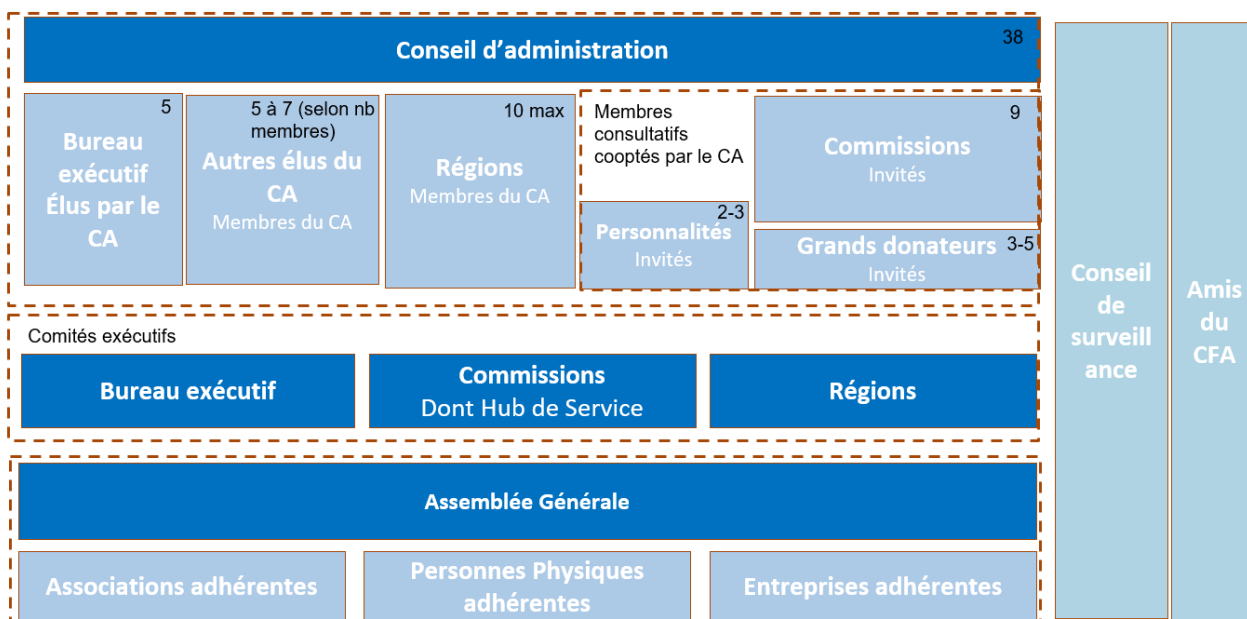 Conseil d'administration
38
5
Bureau
exécutif
Élus par le
CA
5 à 7 (selon nb
membres)
Autres élus du
CA
Membres du CA
10 max
Régions
Membres du CA
Membres
consultatifs
cooptés par le CA
9
Commissions
Invités
2-3
Personnalités
Invités
Grands donateurs
3-5
Invités
Comités exécutifs
Bureau exécutif
Commissions
Dont Hub de Service
Régions
Assemblée Générale
Associations adhérentes
Personnes Physiques
adhérentes
Entreprises adhérentes
Conseil
de
surveill
ance
Amis
du
CFA